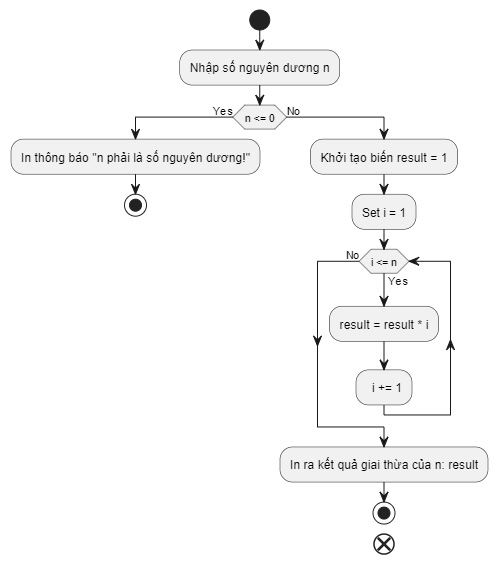 Nhập số nguyên dương n
n <= 0
Yes
No
In thông báo "n phải là số nguyên dương!"
Khởi tạo biến result = 1
Set i = 1
i <= n
No
Yes
result = result * i
i += 1
In ra kết quả giai thừa của n: result